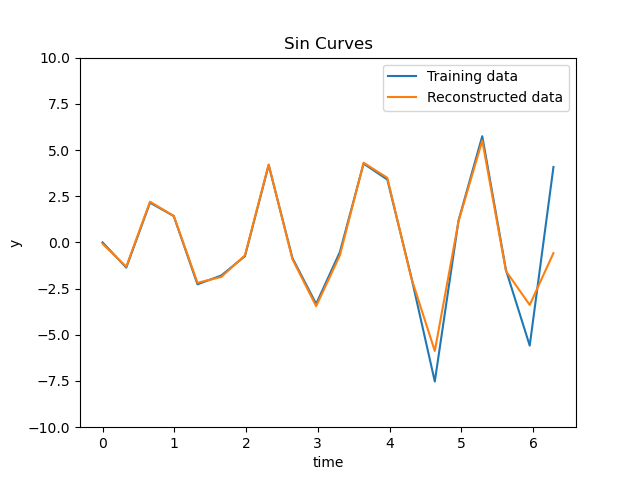 Sin Curves
Training data
Reconstructed data
10.0
7.5
5.0
2.5
0.0
−2.5
−5.0
−7.5
−10.0
y
0 1 2 3 4 5 6
time